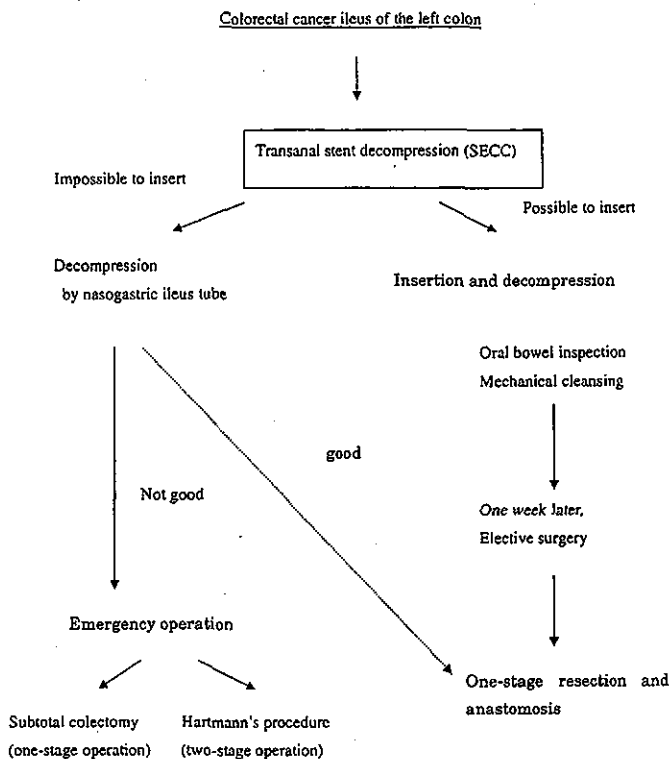 Colorectal cancer ileus of the left colon
Transanal stent decompression (SECC)
Impossible to insert
Possible to insert
Decompression
by nasogastric ileus tube
Insertion and decompression
Oral bowel inspection
Mechanical cleansing
good
Not good
One week later,
Elective surgery
Emergency operation
One-stage resection and
anastomosis
Subtotal colectomy
(one-stage operation)
Hartmann's procedure
(two-stage operation)